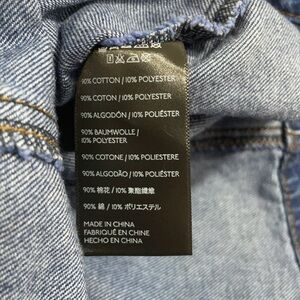 90% COTTON / 10% POLYESTER
90% COTON / 10% POLYESTER
90% ALGODÓN / 10% POLIÉSTER
90% BAUMWOLLE /
10% POLYESTER
90% COTONE / 10% POLIESTERE
90% ALGODÃO / 10% POLIÉSTER
90% 棉花 / 10% 聚酯纖維
90% 綿 / 10% ポリエステル
MADE IN CHINA
FABRIQUÉ EN CHINE
HECHO EN CHINA